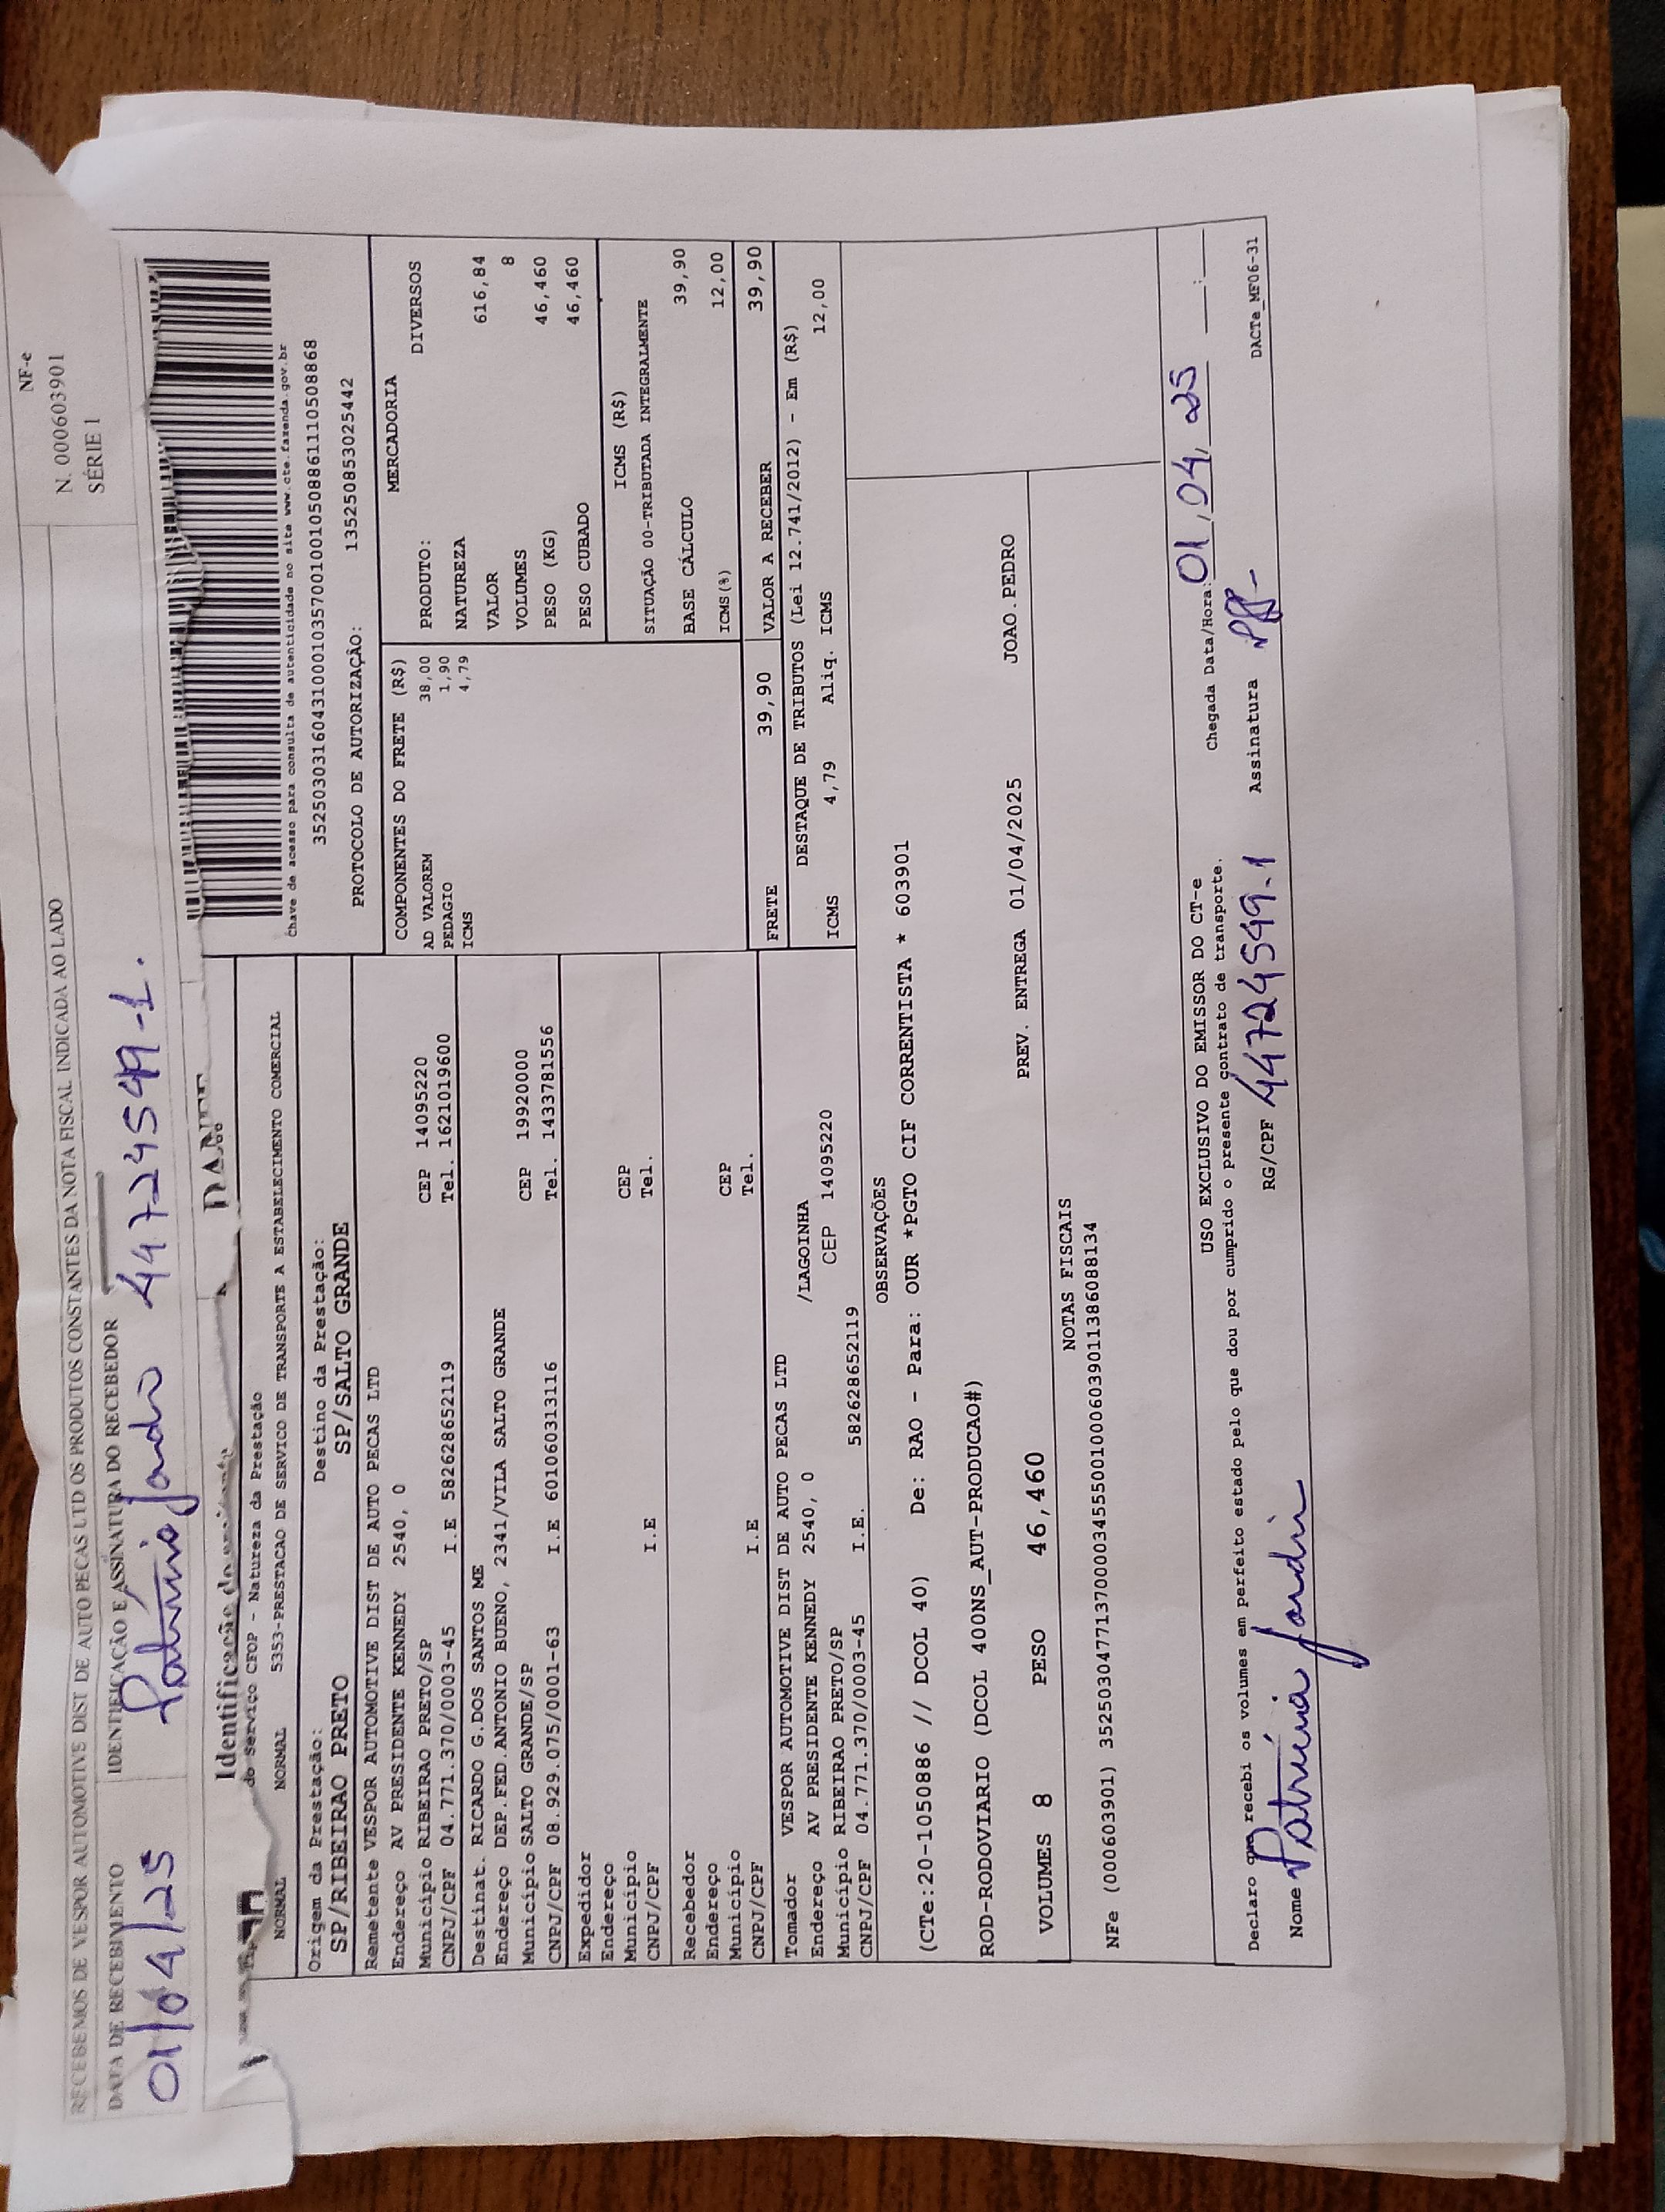 NF-e
N. 000603901
SÉRIE 1
RECEBEMOS DE VESPOR AUTOMOTIVE DIST DE AUTO PECAS LTD OS PRODUTOS CONSTANTES DA NOTA FISCAL INDICADA AO LADO
DATA DE RECEBIMENTO IDENTIFICAÇÃO E ASSINATURA DO RECEBEDOR
01/04/25 Patrícia Jandir 44724599-1.
DANFE
Identificação do emitente
Chave de acesso para consulta de autenticidade no site www.cte.fazenda.gov.br
35250303160431000103570010010508861110508868
PROTOCOLO DE AUTORIZAÇÃO: 135250853025442
do Serviço CFOP - Natureza da Prestação
NORMAL NORMAL 5353-PRESTACAO DE SERVICO DE TRANSPORTE A ESTABELECIMENTO COMERCIAL
Origem da Prestação: Destino da Prestação:
SP/RIBEIRAO PRETO SP/SALTO GRANDE
Remetente VESPOR AUTOMOTIVE DIST DE AUTO PECAS LTD
Endereço AV PRESIDENTE KENNEDY 2540, 0
Município RIBEIRAO PRETO/SP CEP 14095220
CNPJ/CPF 04.771.370/0003-45 I.E 582628652119 Tel. 1621019600
Destinat. RICARDO G.DOS SANTOS ME
Endereço DEP.FED.ANTONIO BUENO, 2341/VILA SALTO GRANDE
Município SALTO GRANDE/SP CEP 19920000
CNPJ/CPF 08.929.075/0001-63 I.E 601060313116 Tel. 1433781556
Expedidor
Endereço
Município CEP
CNPJ/CPF I.E Tel.
Recebedor
Endereço
Município CEP
CNPJ/CPF I.E Tel.
Tomador VESPOR AUTOMOTIVE DIST DE AUTO PECAS LTD
Endereço AV PRESIDENTE KENNEDY 2540, 0 /LAGOINHA
Município RIBEIRAO PRETO/SP CEP 14095220
CNPJ/CPF 04.771.370/0003-45 I.E. 582628652119
COMPONENTES DO FRETE (R$)
AD VALOREM 38,00
PEDAGIO 1,90
ICMS 4,79
MERCADORIA
PRODUTO: DIVERSOS
NATUREZA
VALOR 616,84
VOLUMES 8
PESO (KG) 46,460
PESO CUBADO 46,460
ICMS (R$)
SITUAÇÃO 00-TRIBUTADA INTEGRALMENTE
BASE CÁLCULO 39,90
ICMS(%) 12,00
FRETE 39,90 VALOR A RECEBER 39,90
DESTAQUE DE TRIBUTOS (Lei 12.741/2012) - Em (R$)
ICMS 4,79 Aliq. ICMS 12,00
OBSERVAÇÕES
(CTe:20-1050886 // DCOL 40) De: RAO - Para: OUR *PGTO CIF CORRENTISTA * 603901
ROD-RODOVIARIO (DCOL 400NS_AUT-PRODUCAO#)
VOLUMES 8 PESO 46,460 PREV. ENTREGA 01/04/2025 JOAO.PEDRO
NOTAS FISCAIS
NFe (000603901) 35250304771370000345550010006039011386088134
USO EXCLUSIVO DO EMISSOR DO CT-e
Chegada Data/Hora: 01/04/25 __:__
Declaro que recebi os volumes em perfeito estado pelo que dou por cumprido o presente contrato de transporte.
Nome Patrícia Jandir RG/CPF 44724599-1 Assinatura
DACTe_MF06-31